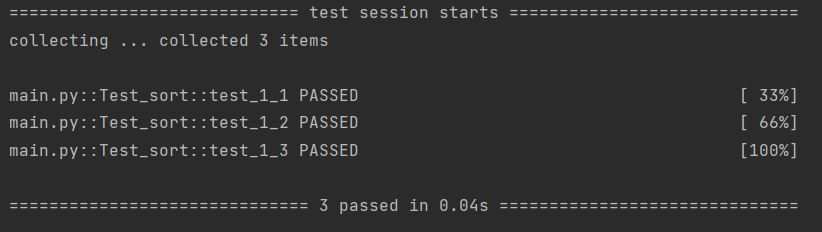 ============================= test session starts =============================
collecting ... collected 3 items
main.py::Test_sort::test_1_1 PASSED [ 33%]
main.py::Test_sort::test_1_2 PASSED [ 66%]
main.py::Test_sort::test_1_3 PASSED [100%]
============================== 3 passed in 0.04s ==============================